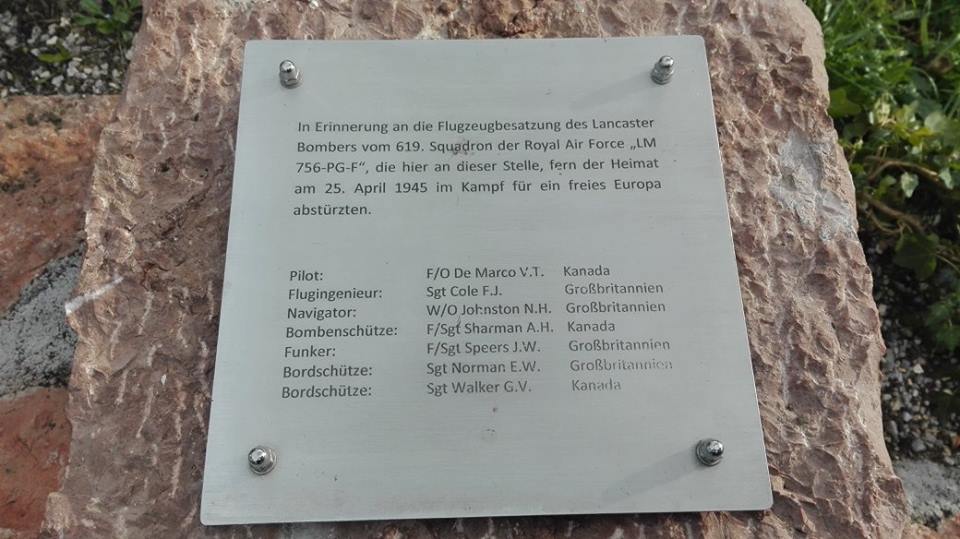 In Erinnerung an die Flugzeugbesatzung des Lancaster
Bombers vom 619. Squadron der Royal Air Force „LM
756-PG-F“, die hier an dieser Stelle, fern der Heimat
am 25. April 1945 im Kampf für ein freies Europa
abstürzten.
Pilot: F/O De Marco V.T. Kanada
Flugingenieur: Sgt Cole F.J. Großbritannien
Navigator: W/O Johnston N.H. Großbritannien
Bombenschütze: F/Sgt Sharman A.H. Kanada
Funker: F/Sgt Speers J.W. Großbritannien
Bordschütze: Sgt Norman E.W. Großbritannien
Bordschütze: Sgt Walker G.V. Kanada